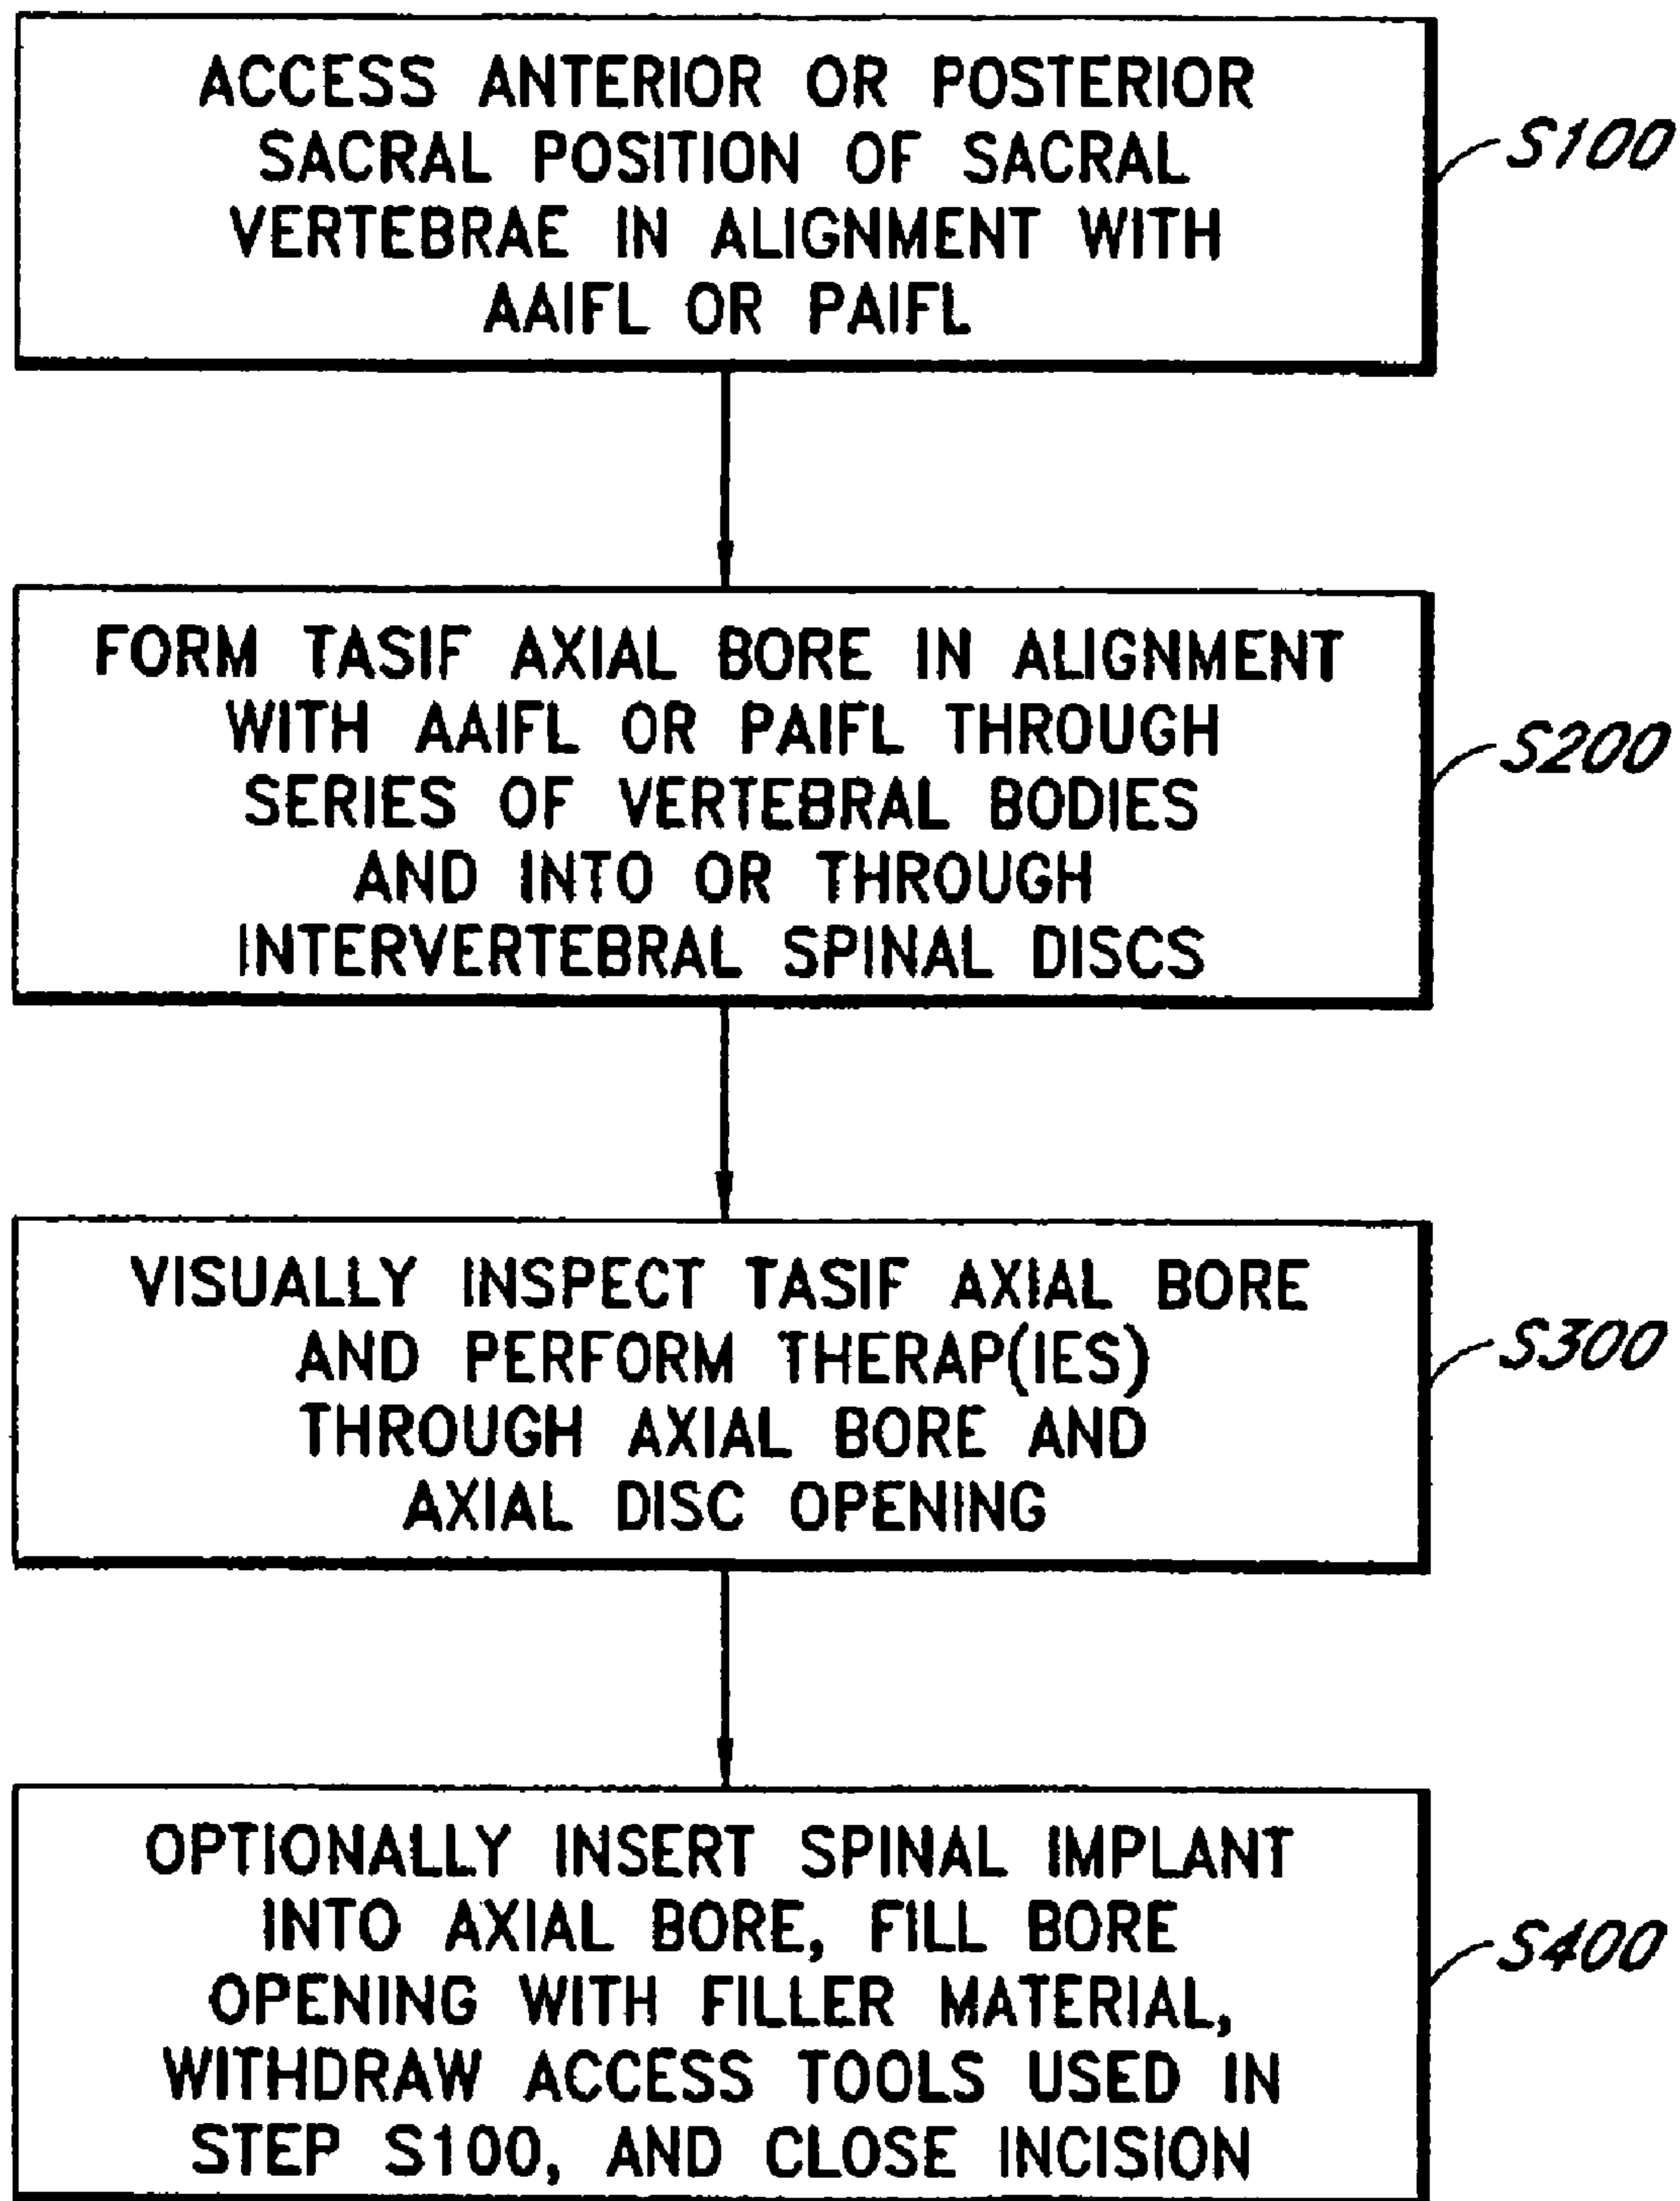 ACCESS ANTERIOR OR POSTERIOR
SACRAL POSITION OF SACRAL
VERTEBRAE IN ALIGNMENT WITH
AAIFL OR PAIFL
S100
FORM TASIF AXIAL BORE IN ALIGNMENT
WITH AAIFL OR PAIFL THROUGH
SERIES OF VERTEBRAL BODIES
AND INTO OR THROUGH
INTERVERTEBRAL SPINAL DISCS
S200
VISUALLY INSPECT TASIF AXIAL BORE
AND PERFORM THERAP(IES)
THROUGH AXIAL BORE AND
AXIAL DISC OPENING
S300
OPTIONALLY INSERT SPINAL IMPLANT
INTO AXIAL BORE, FILL BORE
OPENING WITH FILLER MATERIAL,
WITHDRAW ACCESS TOOLS USED IN
STEP S100, AND CLOSE INCISION
S400